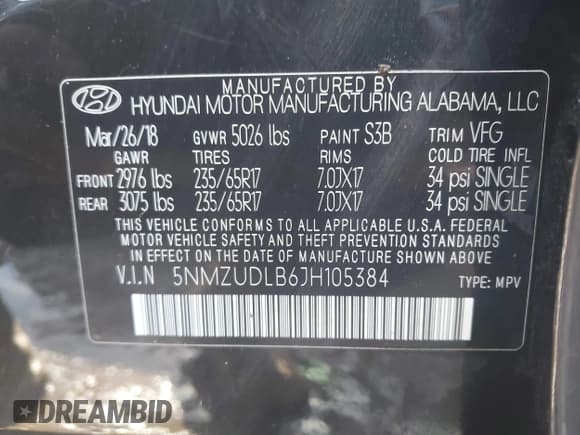 MANUFACTURED BY
HYUNDAI MOTOR MANUFACTURING ALABAMA, LLC
Mar/26/18 GVWR 5026 lbs PAINT S3B TRIM VFG
GAWR TIRES RIMS COLD TIRE INFL
FRONT 2976 lbs 235/65R17 7.0JX17 34 psi SINGLE
REAR 3075 lbs 235/65R17 7.0JX17 34 psi SINGLE
THIS VEHICLE CONFORMS TO ALL APPLICABLE U.S.A. FEDERAL
MOTOR VEHICLE SAFETY AND THEFT PREVENTION STANDARDS
IN EFFECT ON THE DATE OF MANUFACTURE SHOWN ABOVE
V.I.N 5NMZUDLB6JH105384 TYPE: MPV
DREAMBID